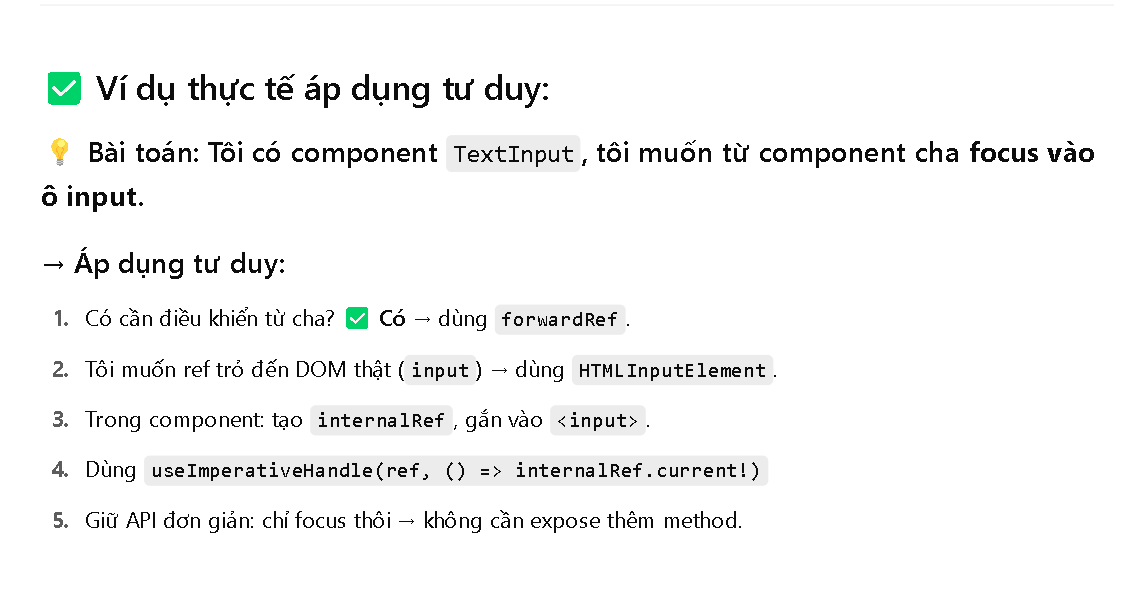 ✅ Ví dụ thực tế áp dụng tư duy:
💡 Bài toán: Tôi có component TextInput, tôi muốn từ component cha focus vào
ô input.
→ Áp dụng tư duy:
1. Có cần điều khiển từ cha? ✅ Có → dùng forwardRef.
2. Tôi muốn ref trỏ đến DOM thật (input) → dùng HTMLInputElement.
3. Trong component: tạo internalRef, gắn vào <input>.
4. Dùng useImperativeHandle(ref, () => internalRef.current!)
5. Giữ API đơn giản: chỉ focus thôi → không cần expose thêm method.